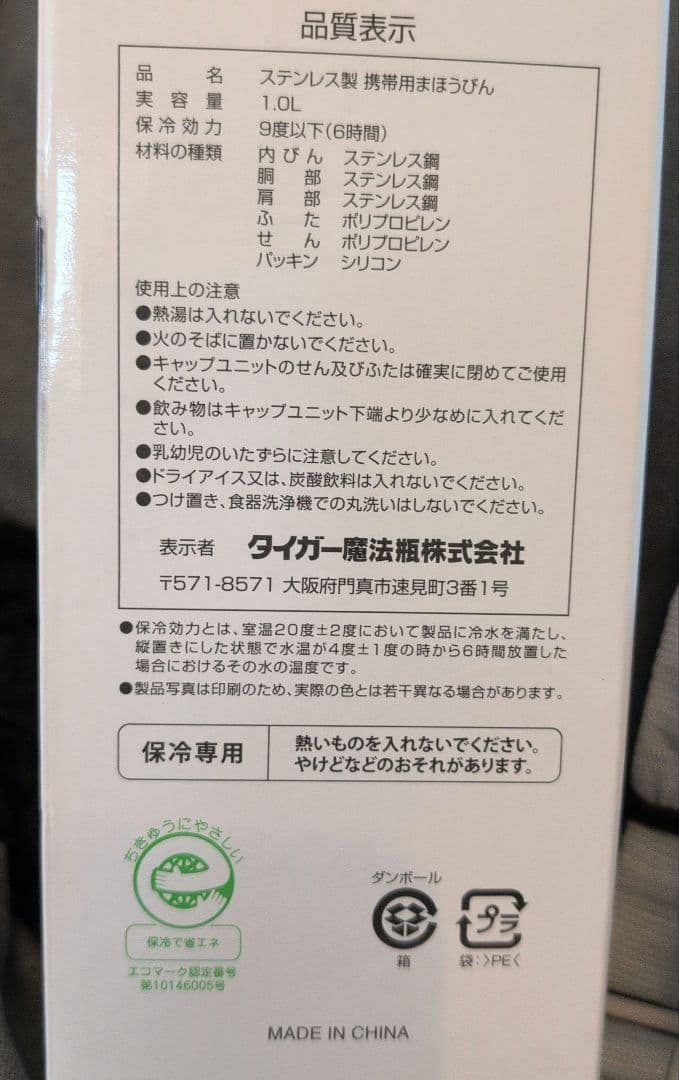 品質表示
品名 ステンレス製 携帯用まほうびん
実容量 1.0L
保冷効力 9度以下(6時間)
材料の種類 内びん ステンレス鋼
胴部 ステンレス鋼
肩部 ステンレス鋼
ふた ポリプロピレン
せん ポリプロピレン
パッキン シリコン
使用上の注意
●熱湯は入れないでください。
●火のそばに置かないでください。
●キャップユニットのせん及びふたは確実に閉めてご使用
ください。
●飲み物はキャップユニット下端より少なめに入れてくだ
さい。
●乳幼児のいたずらに注意してください。
●ドライアイス又は、炭酸飲料は入れないでください。
●つけ置き、食器洗浄機での丸洗いはしないでください。
表示者 タイガー魔法瓶株式会社
〒571-8571 大阪府門真市速見町3番1号
●保冷効力とは、室温20度±2度において製品に冷水を満たし、
縦置きにした状態で水温が4度±1度の時から6時間放置した
場合におけるその水の温度です。
●製品写真は印刷のため、実際の色とは若干異なる場合があります。
保冷専用
熱いものを入れないでください。
やけどなどのおそれがあります。
ちきゅうにやさしい
保冷で省エネ
エコマーク認定番号
第10146005号
ダンボール
箱
プラ
袋:>PE<
MADE IN CHINA